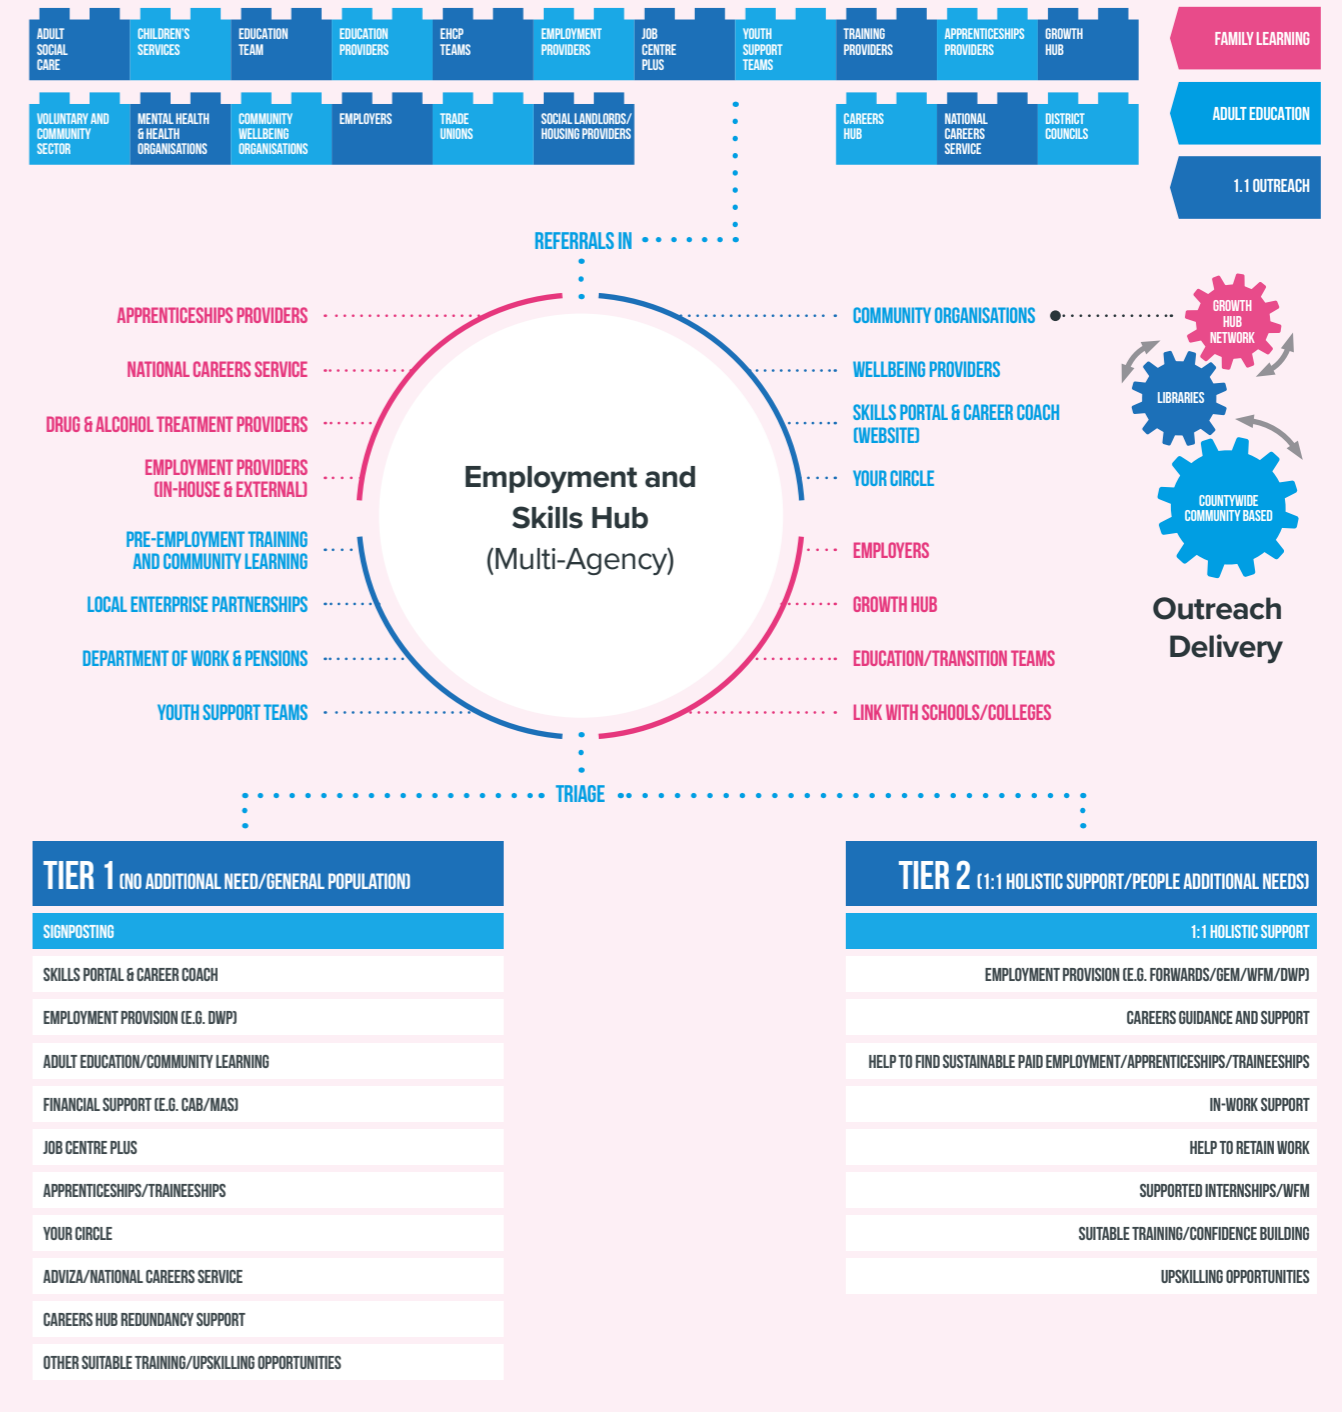 ADULT
SOCIAL
CARE
CHILDREN'S
SERVICES
EDUCATION
TEAM
EDUCATION
PROVIDERS
EHCP
TEAMS
EMPLOYMENT
PROVIDERS
JOB
CENTRE
PLUS
YOUTH
SUPPORT
TEAMS
TRAINING
PROVIDERS
APPRENTICESHIPS
PROVIDERS
GROWTH
HUB
VOLUNTARY AND
COMMUNITY
SECTOR
MENTAL HEALTH
& HEALTH
ORGANISATIONS
COMMUNITY
WELLBEING
ORGANISATIONS
EMPLOYERS
TRADE
UNIONS
SOCIAL LANDLORDS/
HOUSING PROVIDERS
CAREERS
HUB
NATIONAL
CAREERS
SERVICE
DISTRICT
COUNCILS
FAMILY LEARNING
ADULT EDUCATION
1.1 OUTREACH
REFERRALS IN
APPRENTICESHIPS PROVIDERS
NATIONAL CAREERS SERVICE
DRUG & ALCOHOL TREATMENT PROVIDERS
EMPLOYMENT PROVIDERS
(IN-HOUSE & EXTERNAL)
PRE-EMPLOYMENT TRAINING
AND COMMUNITY LEARNING
LOCAL ENTERPRISE PARTNERSHIPS
DEPARTMENT OF WORK & PENSIONS
YOUTH SUPPORT TEAMS
Employment and
Skills Hub
(Multi-Agency)
COMMUNITY ORGANISATIONS
WELLBEING PROVIDERS
SKILLS PORTAL & CAREER COACH
(WEBSITE)
YOUR CIRCLE
EMPLOYERS
GROWTH HUB
EDUCATION/TRANSITION TEAMS
LINK WITH SCHOOLS/COLLEGES
GROWTH
HUB
NETWORK
LIBRARIES
COUNTYWIDE
COMMUNITY BASED
Outreach
Delivery
TRIAGE
TIER 1 (NO ADDITIONAL NEED/GENERAL POPULATION)
SIGNPOSTING
SKILLS PORTAL & CAREER COACH
EMPLOYMENT PROVISION (E.G. DWP)
ADULT EDUCATION/COMMUNITY LEARNING
FINANCIAL SUPPORT (E.G. CAB/MAS)
JOB CENTRE PLUS
APPRENTICESHIPS/TRAINEESHIPS
YOUR CIRCLE
ADVIZA/NATIONAL CAREERS SERVICE
CAREERS HUB REDUNDANCY SUPPORT
OTHER SUITABLE TRAINING/UPSKILLING OPPORTUNITIES
TIER 2 (1:1 HOLISTIC SUPPORT/PEOPLE ADDITIONAL NEEDS)
1:1 HOLISTIC SUPPORT
EMPLOYMENT PROVISION (E.G. FORWARDS/GEM/WFM/DWP)
CAREERS GUIDANCE AND SUPPORT
HELP TO FIND SUSTAINABLE PAID EMPLOYMENT/APPRENTICESHIPS/TRAINEESHIPS
IN-WORK SUPPORT
HELP TO RETAIN WORK
SUPPORTED INTERNSHIPS/WFM
SUITABLE TRAINING/CONFIDENCE BUILDING
UPSKILLING OPPORTUNITIES